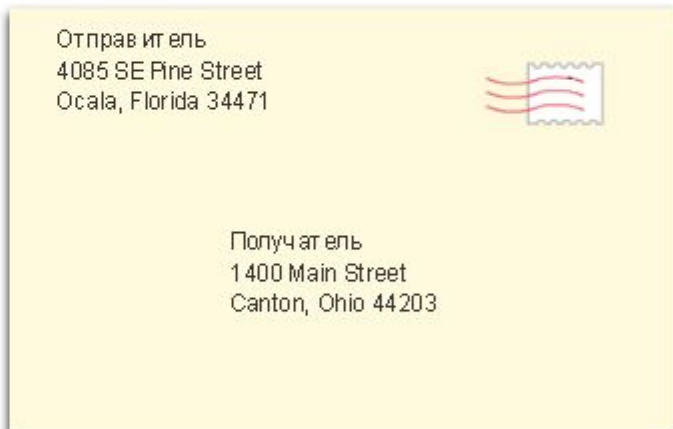 Отправитель
4085 SE Pine Street
Ocala, Florida 34471
Получатель
1400 Main Street
Canton, Ohio 44203